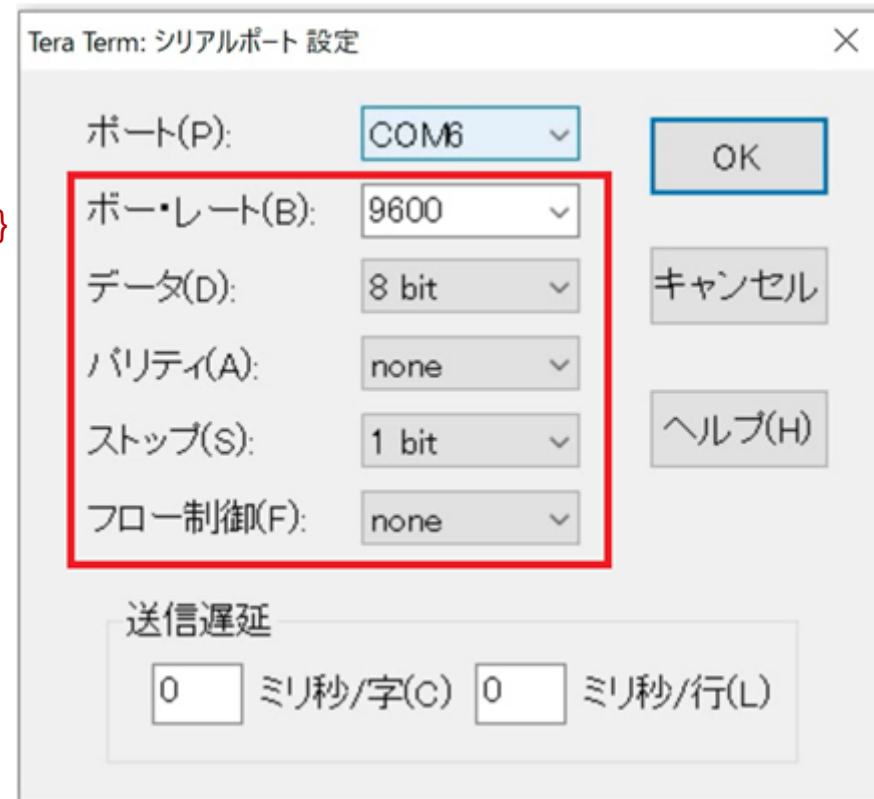 Tera Term: シリアルポート 設定
ポート(P): COM6
OK
}
ボー・レート(B): 9600
データ(D): 8 bit
キャンセル
パリティ(A): none
ストップ(S): 1 bit
ヘルプ(H)
フロー制御(F): none
送信遅延
0 ミリ秒/字(C) 0 ミリ秒/行(L)